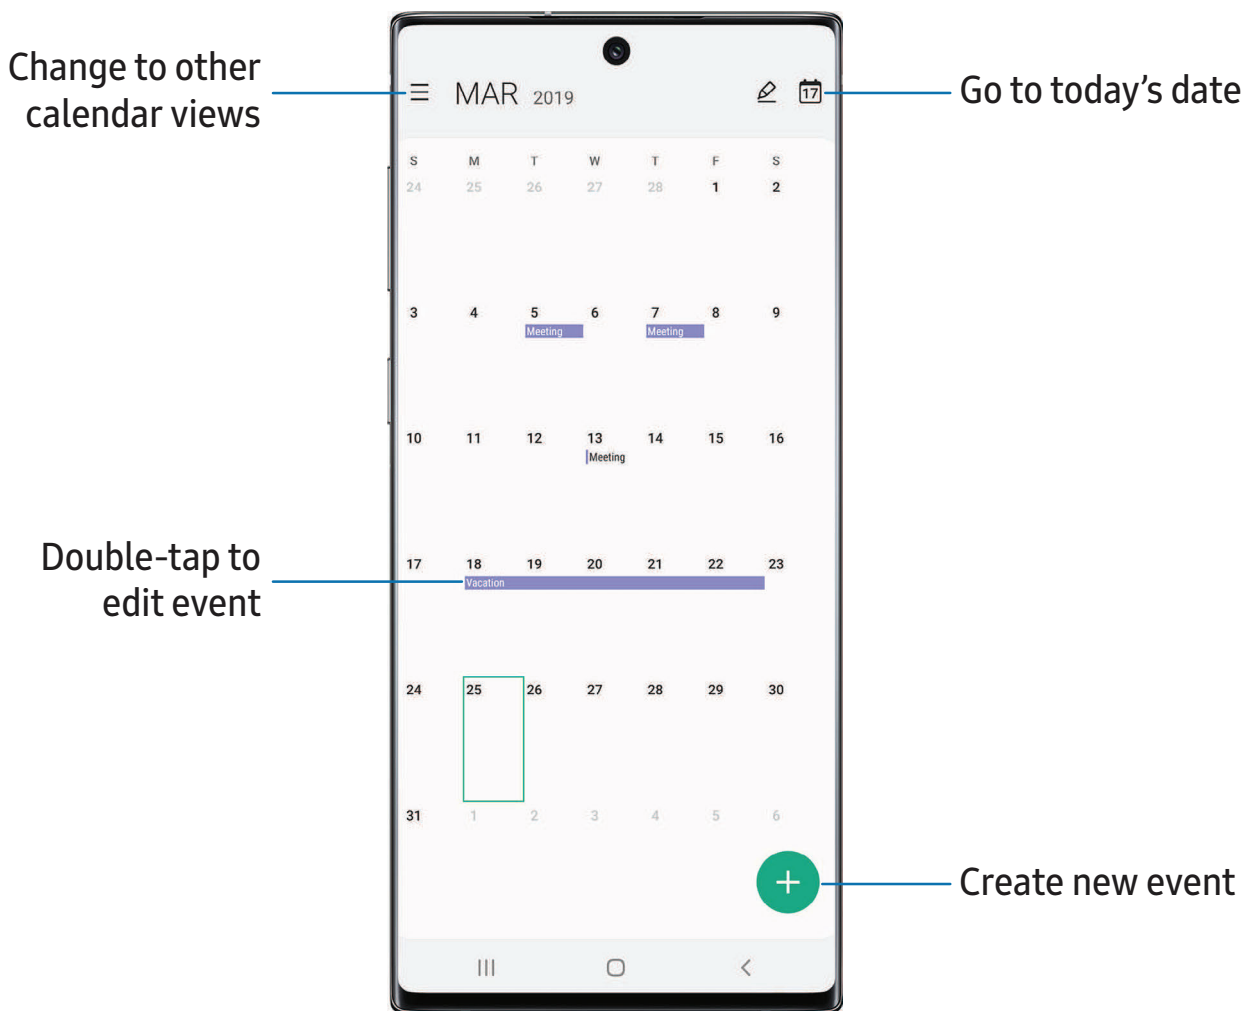 Change to other
calendar views
MAR 2019
17
Go to today's date
S M T W T F S
24 25 26 27 28 1 2
3 4 5 6 7 8 9
Meeting Meeting
10 11 12 13 14 15 16
Meeting
Double-tap to
edit event
17 18 19 20 21 22 23
Vacation
24 25 26 27 28 29 30
31 1 2 3 4 5 6
Create new event